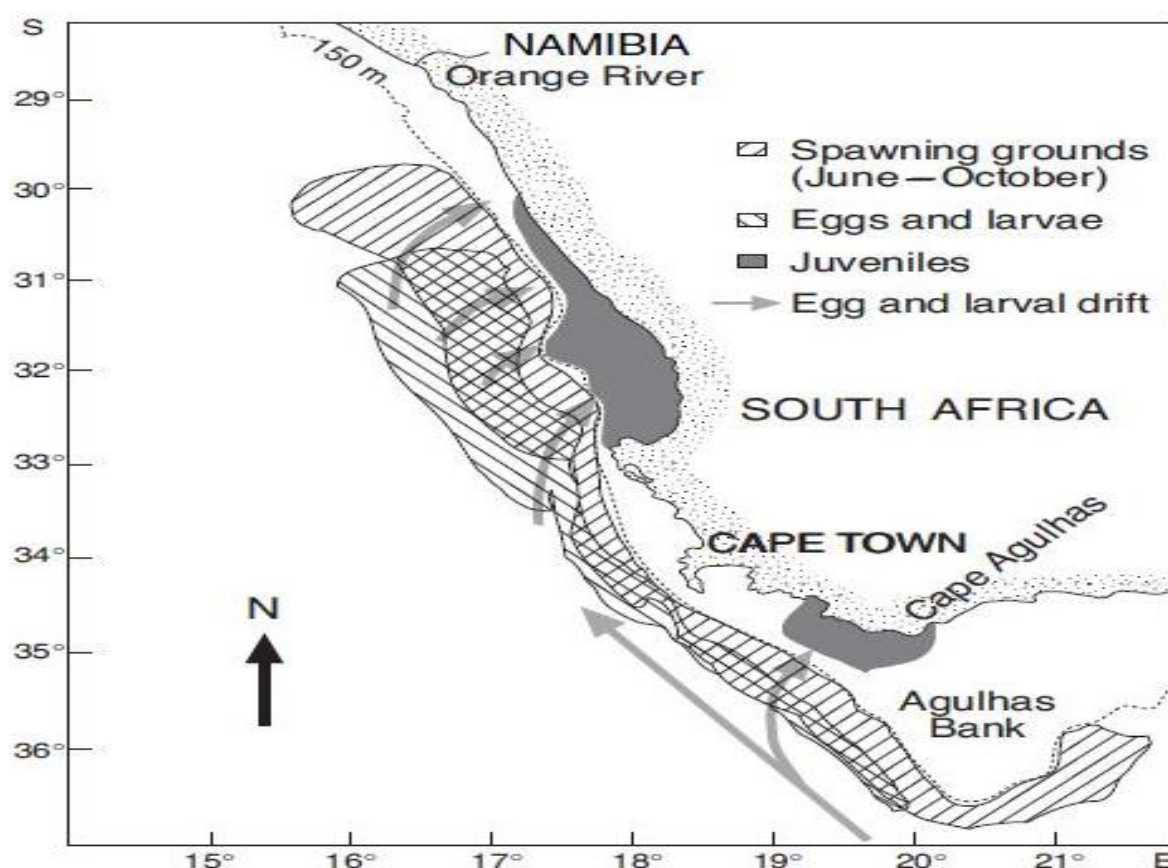 S
NAMIBIA
Orange River
150 m
29°
Spawning grounds
(June–October)
30°
Eggs and larvae
31°
Juveniles
Egg and larval drift
32°
SOUTH AFRICA
33°
CAPE TOWN
34°
Cape Agulhas
N
35°
Agulhas
Bank
36°
15° 16° 17° 18° 19° 20° 21° E